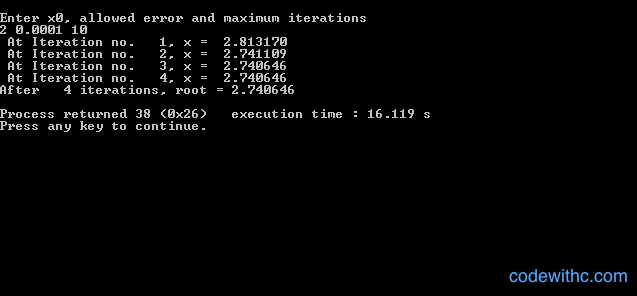 Enter x0, allowed error and maximum iterations
2 0.0001 10
At Iteration no.   1, x =  2.813170
At Iteration no.   2, x =  2.741109
At Iteration no.   3, x =  2.740646
At Iteration no.   4, x =  2.740646
After   4 iterations, root = 2.740646
Process returned 38 (0x26)   execution time : 16.119 s
Press any key to continue.
codewithc.com